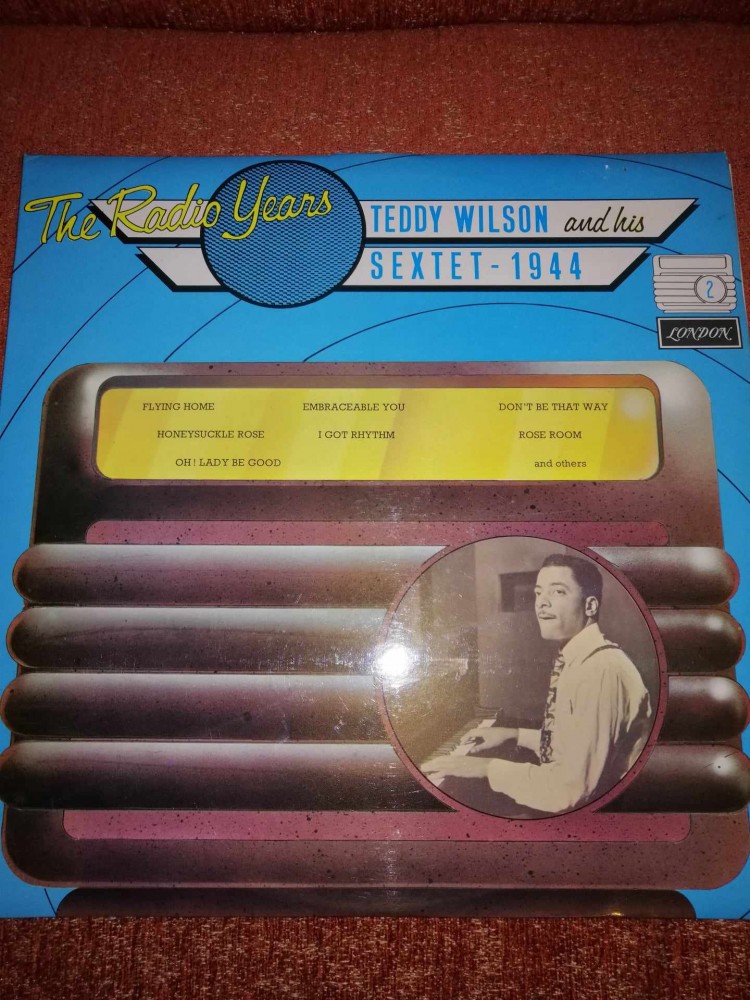 The Radio Years
TEDDY WILSON and his
SEXTET - 1944
2
LONDON
FLYING HOME EMBRACEABLE YOU DON'T BE THAT WAY
HONEYSUCKLE ROSE I GOT RHYTHM ROSE ROOM
OH! LADY BE GOOD and others